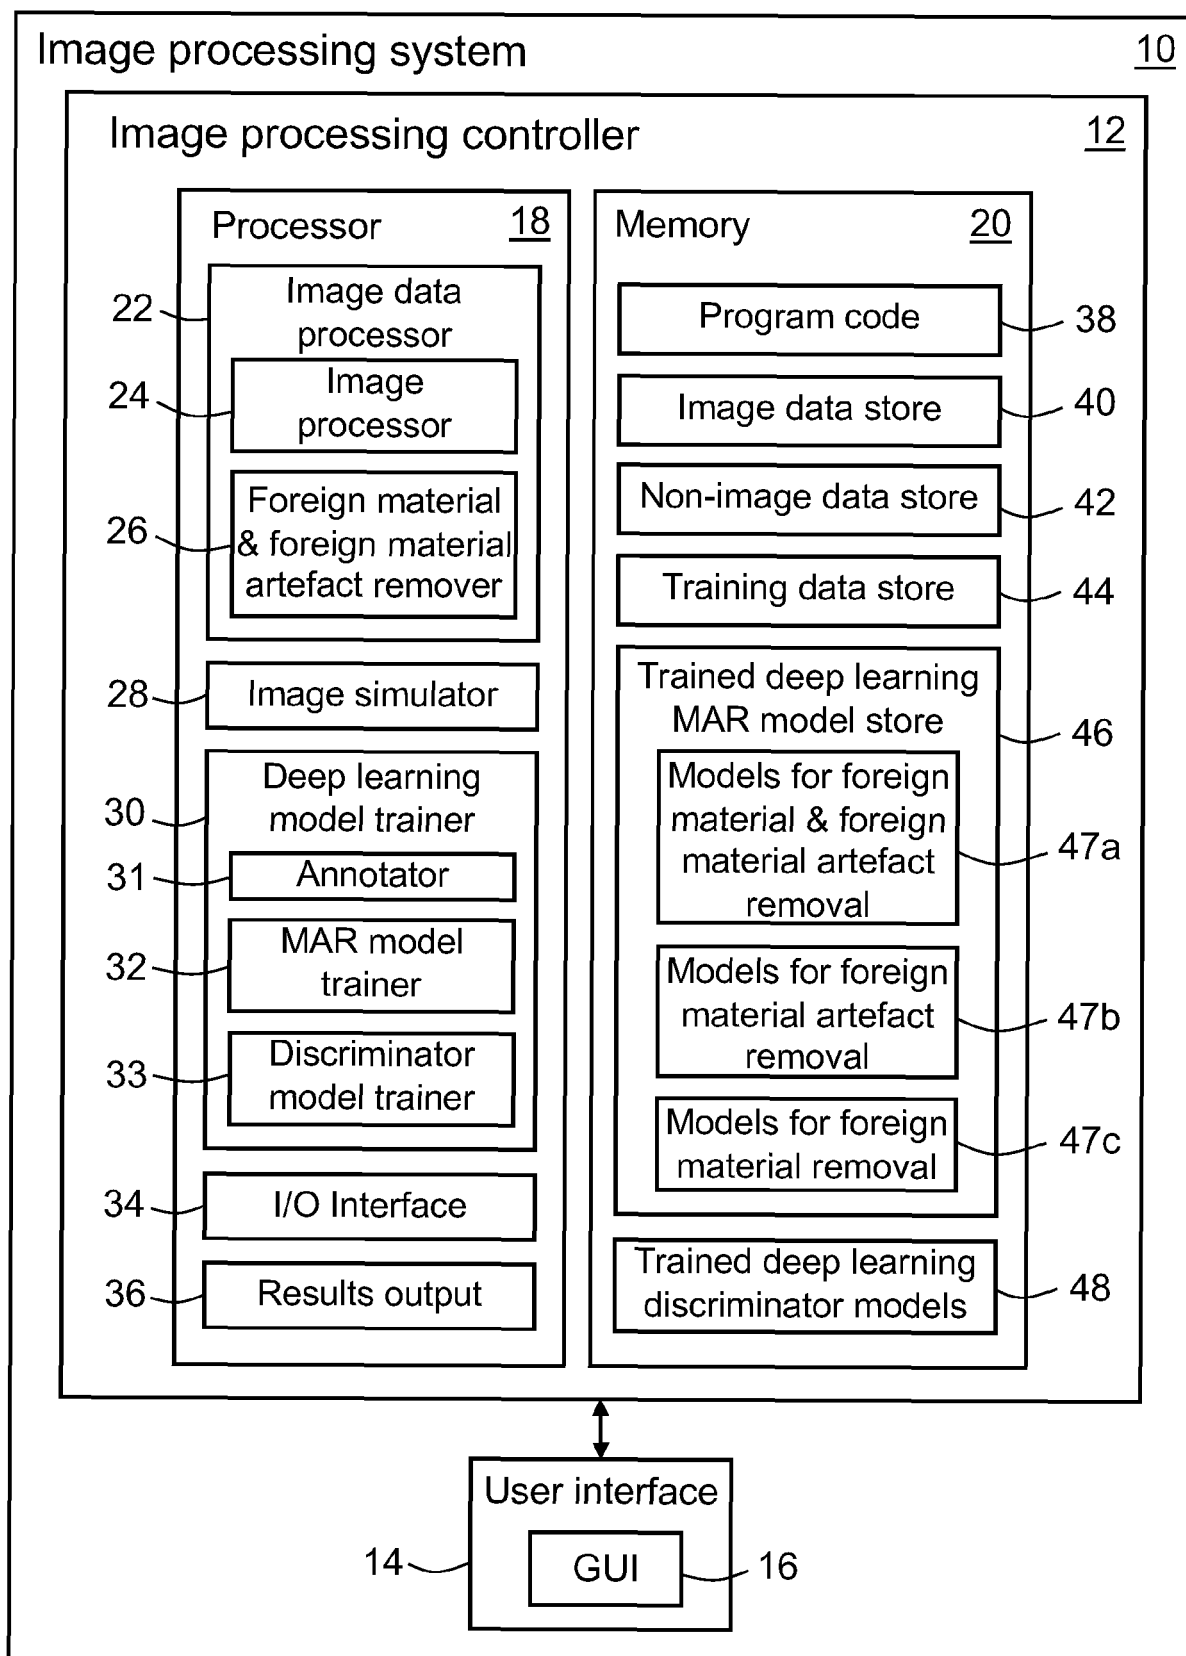 Image processing system 10
Image processing controller 12
Processor 18
22
Image data
processor
24
Image
processor
26
Foreign material
& foreign material
artefact remover
28
Image simulator
30
Deep learning
model trainer
31
Annotator
32
MAR model
trainer
33
Discriminator
model trainer
34
I/O Interface
36
Results output
Memory 20
Program code
38
Image data store
40
Non-image data store
42
Training data store
44
Trained deep learning
MAR model store
46
Models for foreign
material & foreign
material artefact
removal
47a
Models for foreign
material artefact
removal
47b
Models for foreign
material removal
47c
Trained deep learning
discriminator models
48
User interface
14
GUI
16